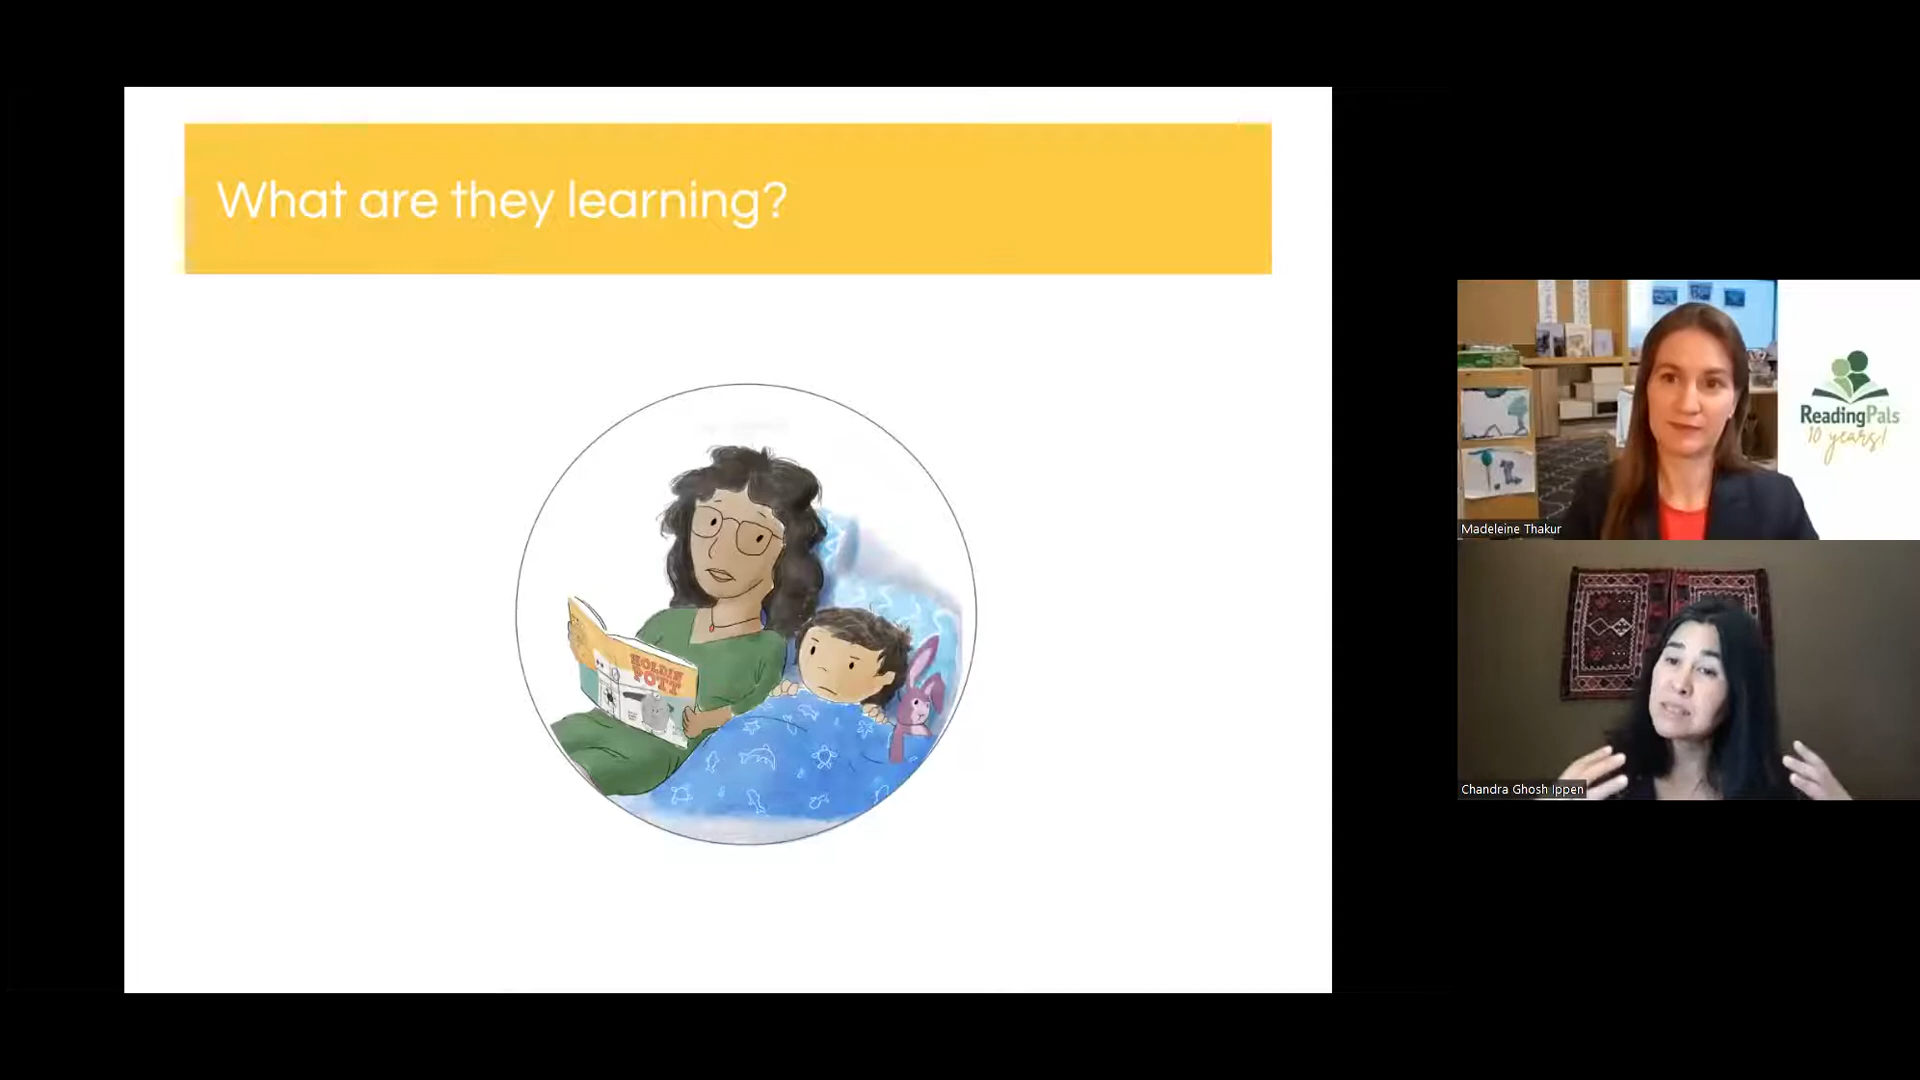 What are they learning?
HOLDIN
POTT
ReadingPals
10 years!
Madeleine Thakur
Chandra Ghosh Ippen